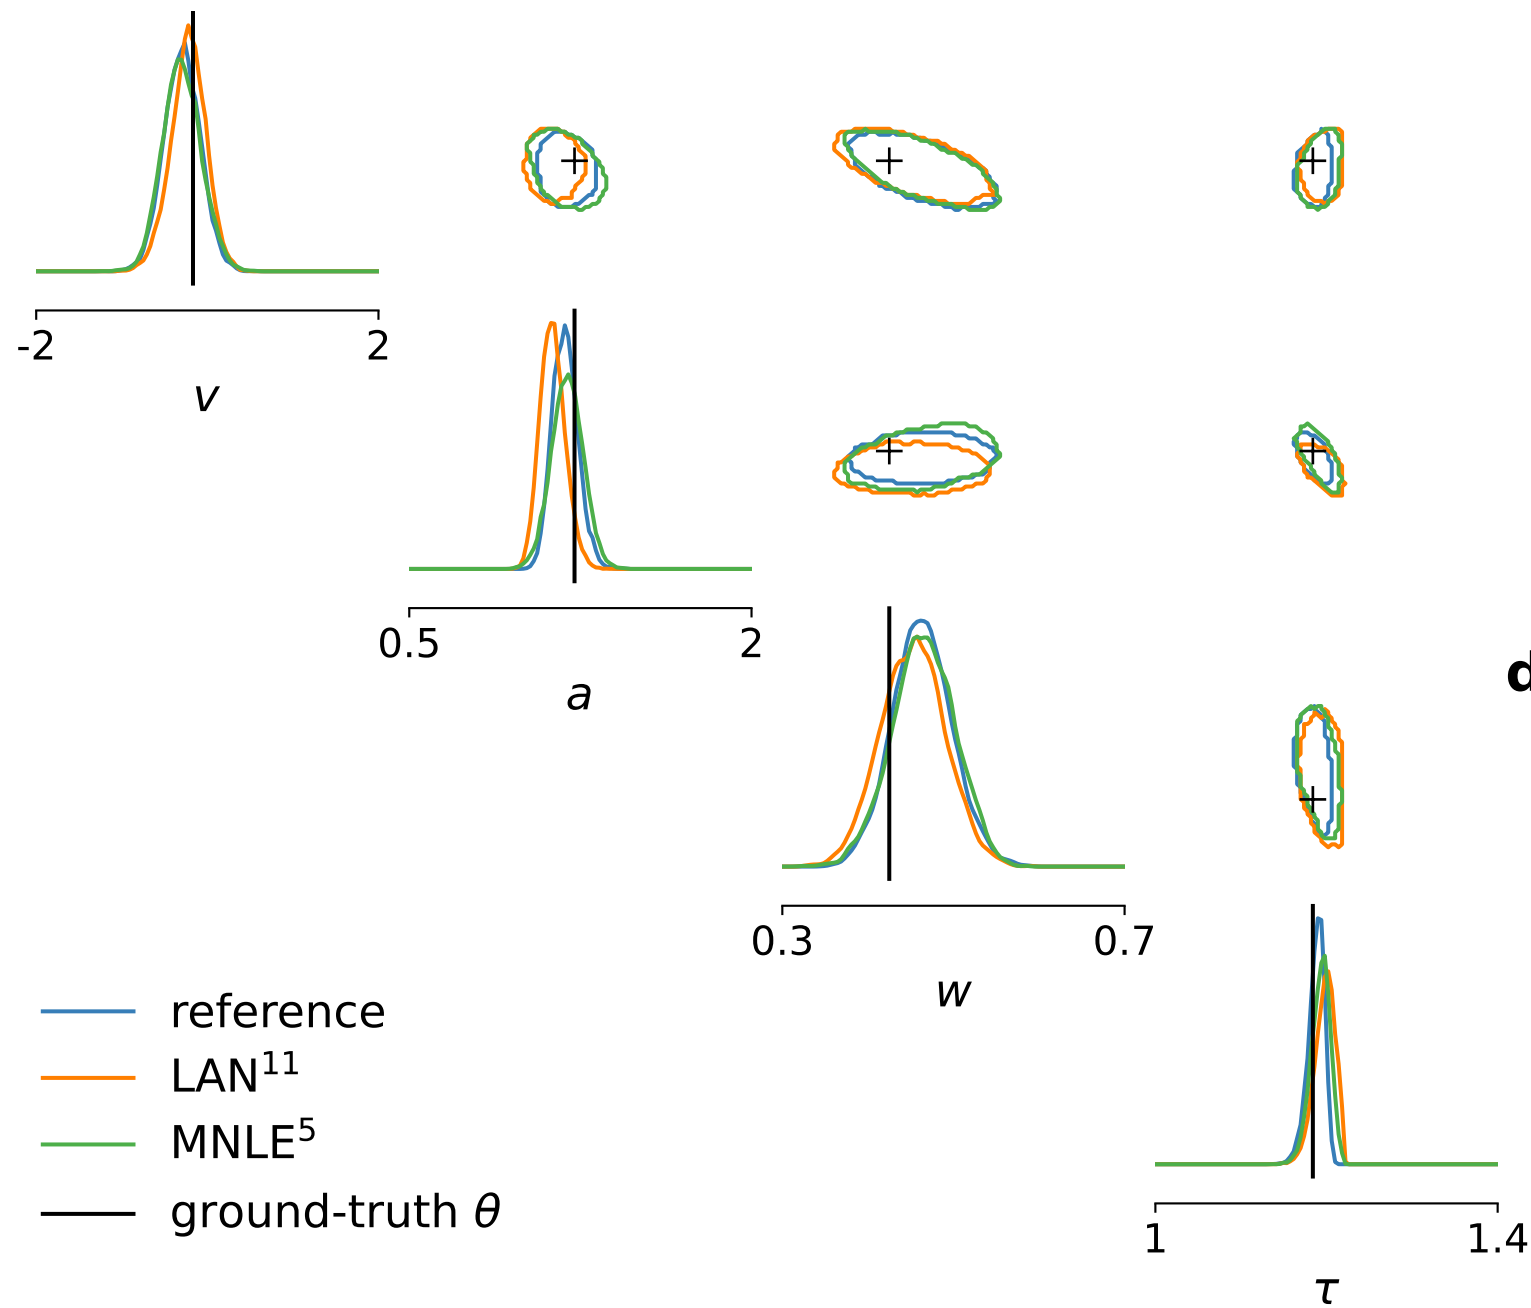 -2 2
v
0.5 2
a
d
0.3 0.7
w
reference
LAN¹¹
MNLE⁵
ground-truth θ
1 1.4
τ